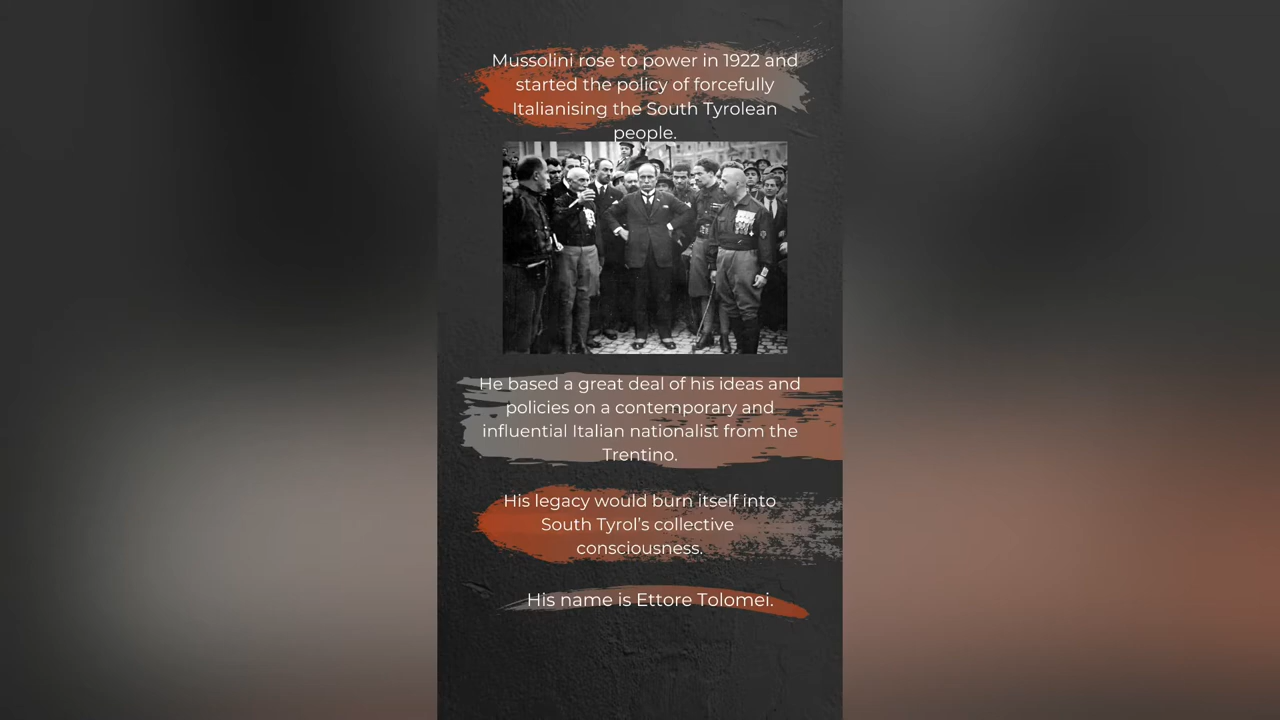 Mussolini rose to power in 1922 and
started the policy of forcefully
Italianising the South Tyrolean
people.
He based a great deal of his ideas and
policies on a contemporary and
influential Italian nationalist from the
Trentino.
His legacy would burn itself into
South Tyrol’s collective
consciousness.
His name is Ettore Tolomei.